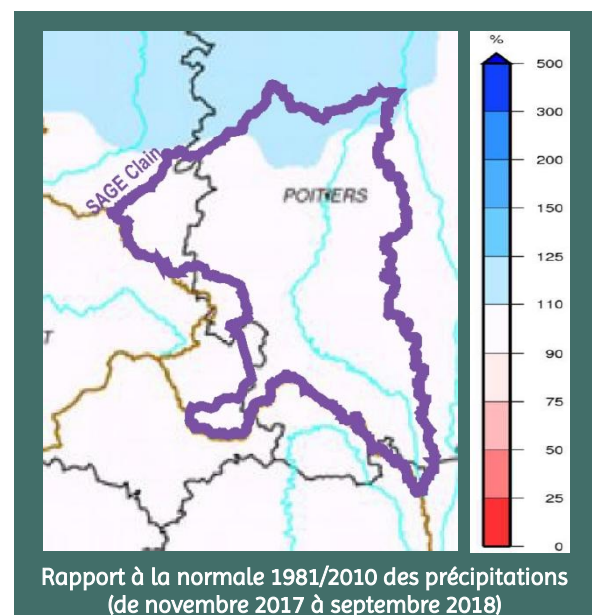 %
500
300
200
150
125
110
90
75
50
25
0
SAGE Clain
POITIERS
T
Rapport à la normale 1981/2010 des précipitations
(de novembre 2017 à septembre 2018)